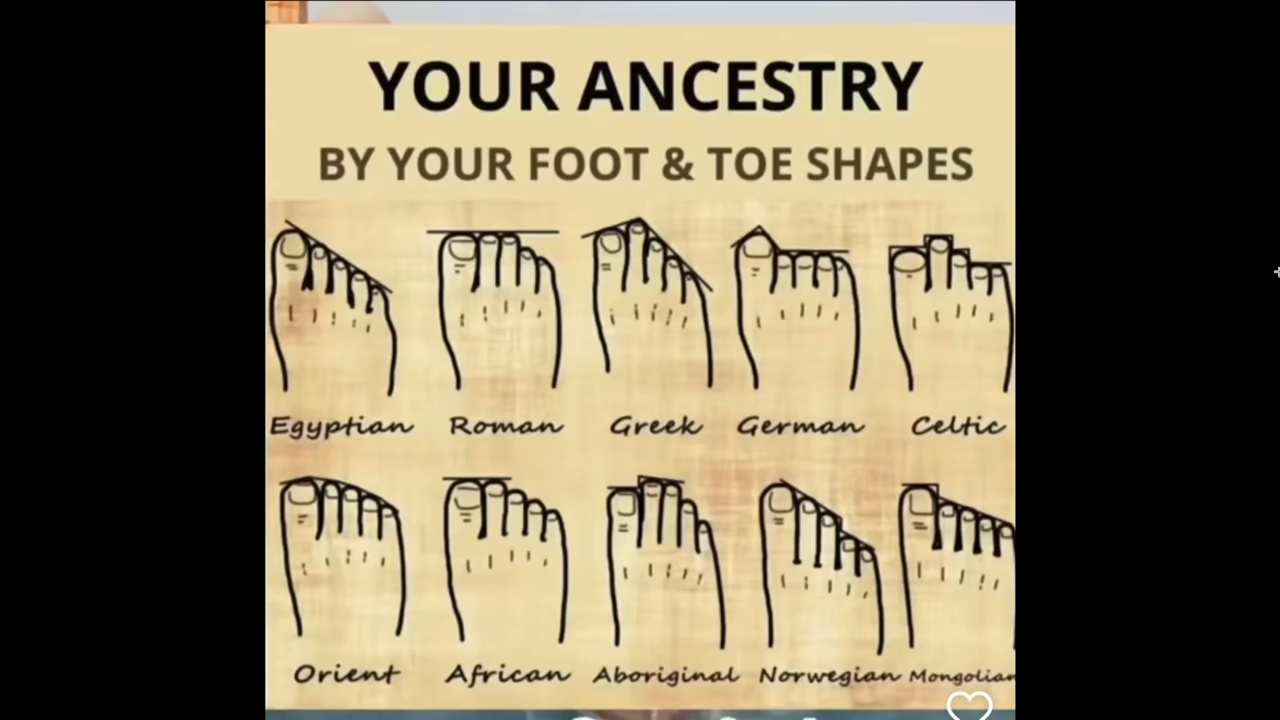 YOUR ANCESTRY
BY YOUR FOOT & TOE SHAPES
Egyptian Roman Greek German Celtic
Orient African Aboriginal Norwegian Mongolian